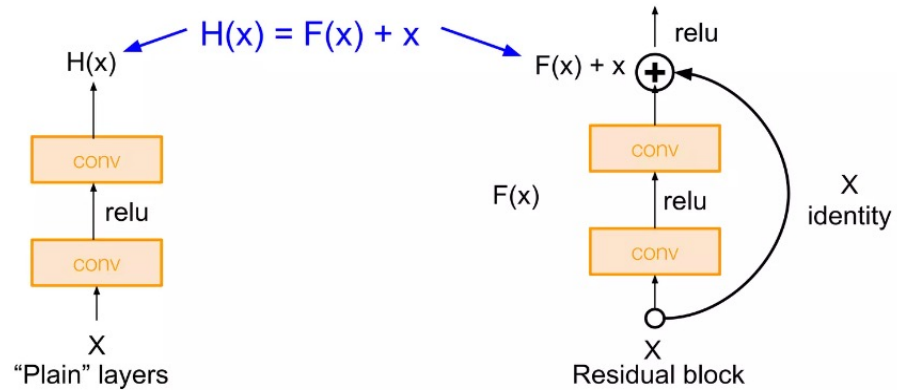 H(x) = F(x) + x
H(x)
conv
relu
conv
X
“Plain” layers
relu
F(x) + x
+
conv
F(x)
relu
X
identity
conv
X
Residual block